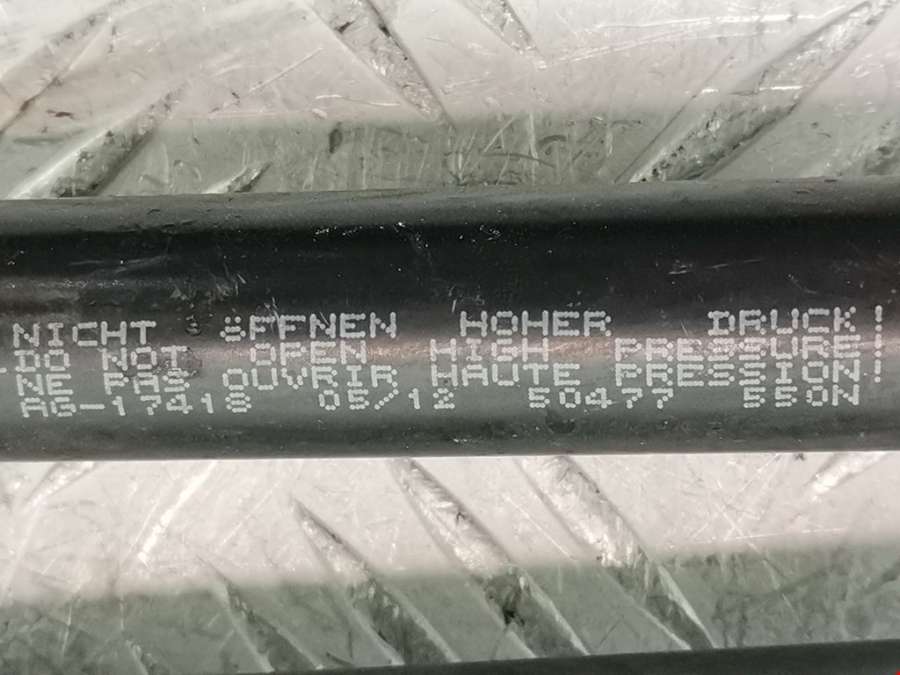 NICHT ÖFFNEN HOHER DRUCK!
DO NOT OPEN HIGH PRESSURE!
NE PAS OUVRIR HAUTE PRESSION!
AG-17418 05/12 50477 550N